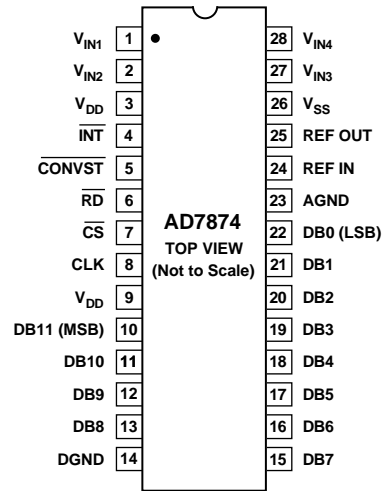 VIN1 1 28 VIN4
VIN2 2 27 VIN3
VDD 3 26 VSS
INT 4 25 REF OUT
CONVST 5 24 REF IN
RD 6 23 AGND
CS 7 22 DB0 (LSB)
CLK 8 21 DB1
VDD 9 20 DB2
DB11 (MSB) 10 19 DB3
DB10 11 18 DB4
DB9 12 17 DB5
DB8 13 16 DB6
DGND 14 15 DB7
AD7874
TOP VIEW
(Not to Scale)